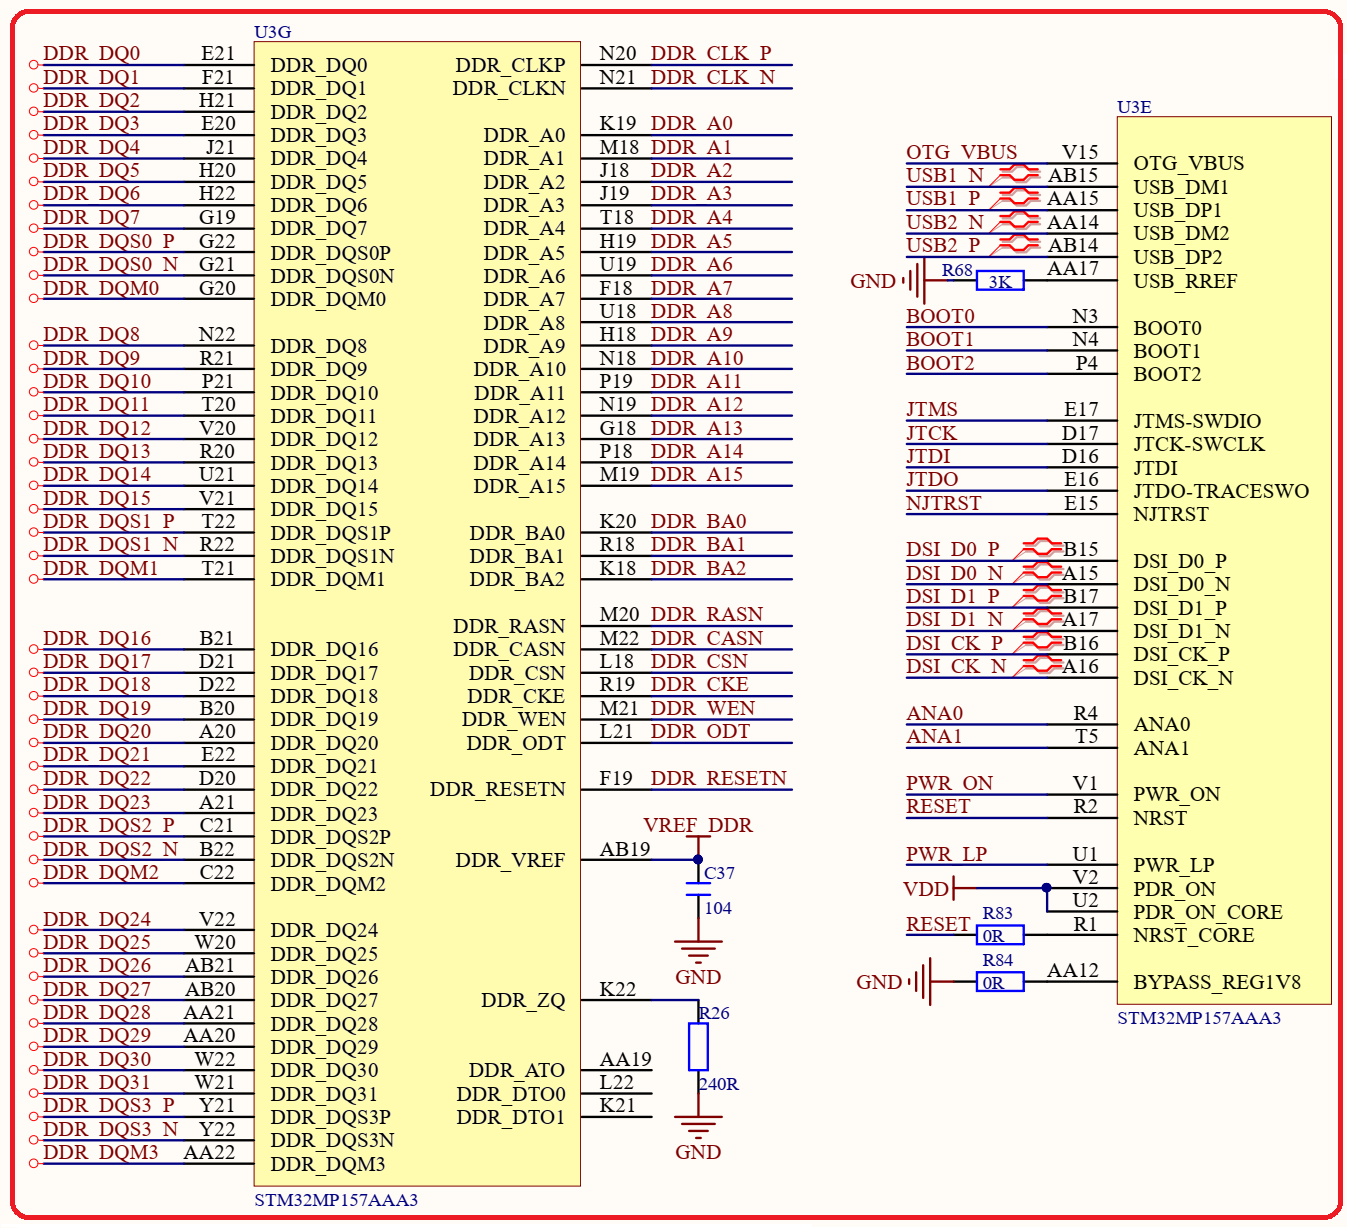 U3G
DDR_DQ0 E21 DDR_DQ0 DDR_CLKP N20 DDR_CLK_P
DDR_DQ1 F21 DDR_DQ1 DDR_CLKN N21 DDR_CLK_N
DDR_DQ2 H21 DDR_DQ2
DDR_DQ3 E20 DDR_DQ3 DDR_A0 K19 DDR_A0
DDR_DQ4 J21 DDR_DQ4 DDR_A1 M18 DDR_A1
DDR_DQ5 H20 DDR_DQ5 DDR_A2 J18 DDR_A2
DDR_DQ6 H22 DDR_DQ6 DDR_A3 J19 DDR_A3
DDR_DQ7 G19 DDR_DQ7 DDR_A4 T18 DDR_A4
DDR_DQS0_P G22 DDR_DQS0P DDR_A5 H19 DDR_A5
DDR_DQS0_N G21 DDR_DQS0N DDR_A6 U19 DDR_A6
DDR_DQM0 G20 DDR_DQM0 DDR_A7 F18 DDR_A7
DDR_A8 U18 DDR_A8
DDR_DQ8 N22 DDR_DQ8 DDR_A9 H18 DDR_A9
DDR_DQ9 R21 DDR_DQ9 DDR_A10 N18 DDR_A10
DDR_DQ10 P21 DDR_DQ10 DDR_A11 P19 DDR_A11
DDR_DQ11 T20 DDR_DQ11 DDR_A12 N19 DDR_A12
DDR_DQ12 V20 DDR_DQ12 DDR_A13 G18 DDR_A13
DDR_DQ13 R20 DDR_DQ13 DDR_A14 P18 DDR_A14
DDR_DQ14 U21 DDR_DQ14 DDR_A15 M19 DDR_A15
DDR_DQ15 V21 DDR_DQ15
DDR_DQS1_P T22 DDR_DQS1P DDR_BA0 K20 DDR_BA0
DDR_DQS1_N R22 DDR_DQS1N DDR_BA1 R18 DDR_BA1
DDR_DQM1 T21 DDR_DQM1 DDR_BA2 K18 DDR_BA2
DDR_RASN M20 DDR_RASN
DDR_DQ16 B21 DDR_DQ16 DDR_CASN M22 DDR_CASN
DDR_DQ17 D21 DDR_DQ17 DDR_CSN L18 DDR_CSN
DDR_DQ18 D22 DDR_DQ18 DDR_CKE R19 DDR_CKE
DDR_DQ19 B20 DDR_DQ19 DDR_WEN M21 DDR_WEN
DDR_DQ20 A20 DDR_DQ20 DDR_ODT L21 DDR_ODT
DDR_DQ21 E22 DDR_DQ21
DDR_DQ22 D20 DDR_DQ22 DDR_RESETN F19 DDR_RESETN
DDR_DQ23 A21 DDR_DQ23
VREF_DDR
DDR_DQS2_P C21 DDR_DQS2P
DDR_DQS2_N B22 DDR_DQS2N DDR_VREF AB19
DDR_DQM2 C22 DDR_DQM2 C37
104
DDR_DQ24 V22 DDR_DQ24
DDR_DQ25 W20 DDR_DQ25
DDR_DQ26 AB21 DDR_DQ26 GND
DDR_DQ27 AB20 DDR_DQ27 DDR_ZQ K22
DDR_DQ28 AA21 DDR_DQ28 R26
DDR_DQ29 AA20 DDR_DQ29
DDR_DQ30 W22 DDR_DQ30 DDR_ATO AA19
DDR_DQ31 W21 DDR_DQ31 DDR_DTO0 L22 240R
DDR_DQS3_P Y21 DDR_DQS3P DDR_DTO1 K21
DDR_DQS3_N Y22 DDR_DQS3N
DDR_DQM3 AA22 DDR_DQM3 GND
STM32MP157AAA3
U3E
OTG_VBUS V15 OTG_VBUS
USB1_N AB15 USB_DM1
USB1_P AA15 USB_DP1
USB2_N AA14 USB_DM2
USB2_P AB14 USB_DP2
GND R68 3K AA17 USB_RREF
BOOT0 N3 BOOT0
BOOT1 N4 BOOT1
BOOT2 P4 BOOT2
JTMS E17 JTMS-SWDIO
JTCK D17 JTCK-SWCLK
JTDI D16 JTDI
JTDO E16 JTDO-TRACESWO
NJTRST E15 NJTRST
DSI_D0_P B15 DSI_D0_P
DSI_D0_N A15 DSI_D0_N
DSI_D1_P B17 DSI_D1_P
DSI_D1_N A17 DSI_D1_N
DSI_CK_P B16 DSI_CK_P
DSI_CK_N A16 DSI_CK_N
ANA0 R4 ANA0
ANA1 T5 ANA1
PWR_ON V1 PWR_ON
RESET R2 NRST
PWR_LP U1 PWR_LP
VDD V2 PDR_ON
U2 PDR_ON_CORE
RESET R83 0R R1 NRST_CORE
GND R84 0R AA12 BYPASS_REG1V8
STM32MP157AAA3